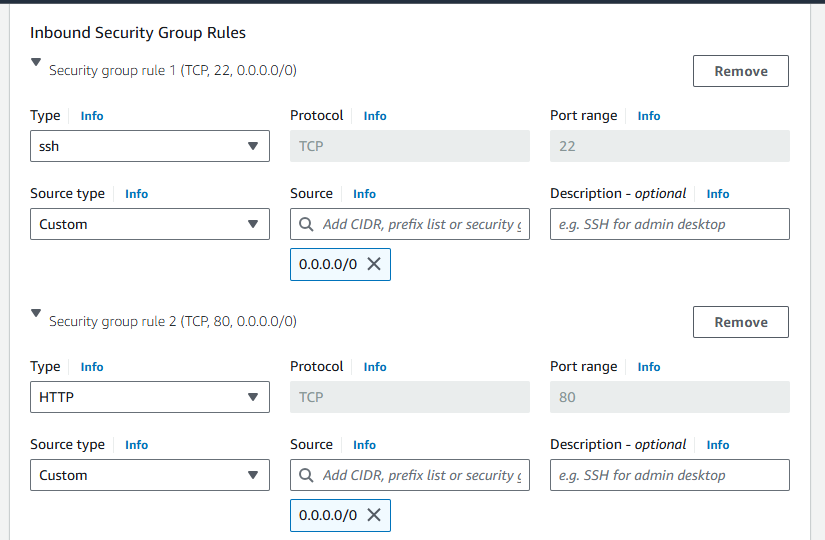 Inbound Security Group Rules
Security group rule 1 (TCP, 22, 0.0.0.0/0)
Remove
Type Info
Protocol Info
Port range Info
ssh
TCP
22
Source type Info
Source Info
Description - optional Info
Custom
Add CIDR, prefix list or security
e.g. SSH for admin desktop
0.0.0.0/0
Security group rule 2 (TCP, 80, 0.0.0.0/0)
Remove
Type Info
Protocol Info
Port range Info
HTTP
TCP
80
Source type Info
Source Info
Description - optional Info
Custom
Add CIDR, prefix list or security
e.g. SSH for admin desktop
0.0.0.0/0